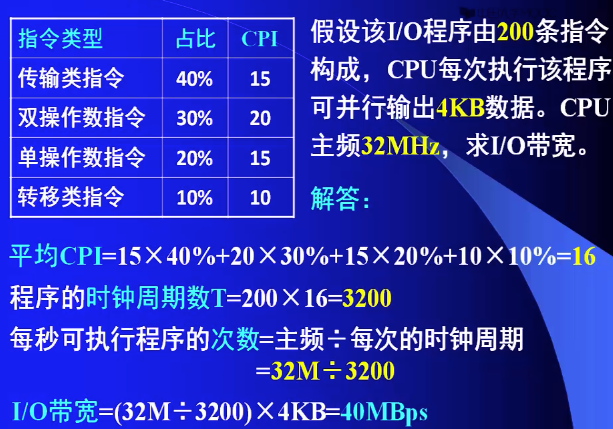 指令类型 占比 CPI
传输类指令 40% 15
双操作数指令 30% 20
单操作数指令 20% 15
转移类指令 10% 10
假设该I/O程序由200条指令
构成，CPU每次执行该程序
可并行输出4KB数据。CPU
主频32MHz，求I/O带宽。
解答：
平均CPI=15×40%+20×30%+15×20%+10×10%=16
程序的时钟周期数T=200×16=3200
每秒可执行程序的次数=主频÷每次的时钟周期
=32M÷3200
I/O带宽=(32M÷3200)×4KB=40MBps